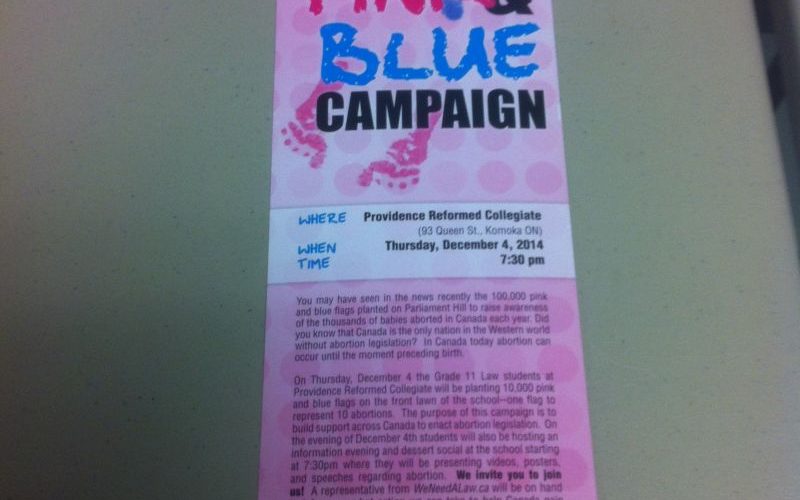 PINK &
BLUE
CAMPAIGN
WHERE Providence Reformed Collegiate
(93 Queen St., Komoka ON)
WHEN Thursday, December 4, 2014
TIME 7:30 pm
You may have seen in the news recently the 100,000 pink
and blue flags planted on Parliament Hill to raise awareness
of the thousands of babies aborted in Canada each year. Did
you know that Canada is the only nation in the Western world
without abortion legislation? In Canada today abortion can
occur until the moment preceding birth.
On Thursday, December 4 the Grade 11 Law students at
Providence Reformed Collegiate will be planting 10,000 pink
and blue flags on the front lawn of the school—one flag to
represent 10 abortions. The purpose of this campaign is to
build support across Canada to enact abortion legislation. On
the evening of December 4th students will also be hosting an
information evening and dessert social at the school starting
at 7:30pm where they will be presenting videos, posters,
and speeches regarding abortion. We invite you to join
us! A representative from WeNeedALaw.ca will be on hand